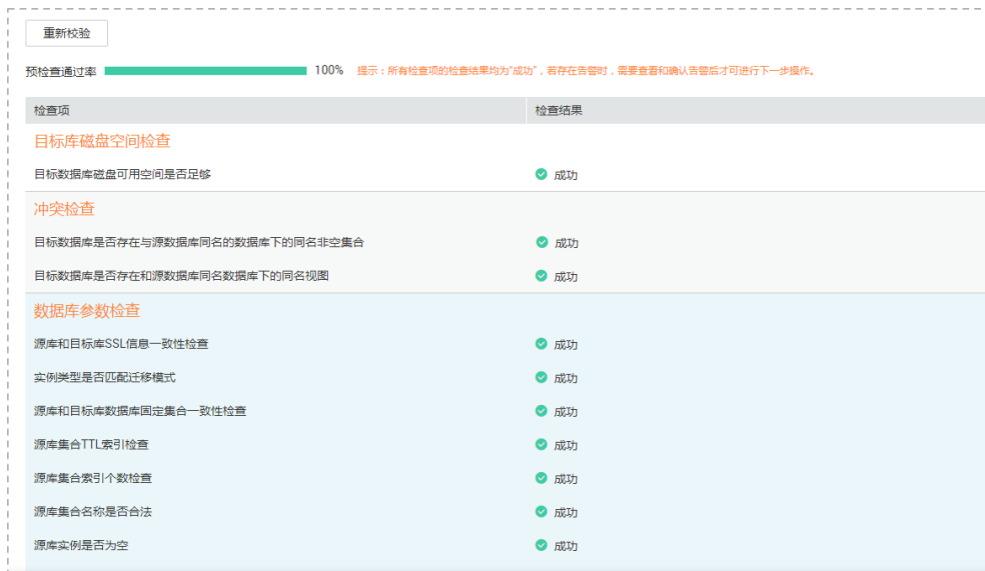 重新校验
预检查通过率 100% 提示：所有检查项的检查结果均为“成功”，若存在告警时，需要查看和确认告警后才可进行下一步操作。
检查项 检查结果
目标库磁盘空间检查
目标数据库磁盘可用空间是否足够 成功
冲突检查
目标数据库是否存在与源数据库同名的数据库下的同名非空集合 成功
目标数据库是否存在和源数据库同名数据库下的同名视图 成功
数据库参数检查
源库和目标库SSL信息一致性检查 成功
实例类型是否匹配迁移模式 成功
源库和目标库数据库固定集合一致性检查 成功
源库集合TTL索引检查 成功
源库集合索引个数检查 成功
源库集合名称是否合法 成功
源库实例是否为空 成功